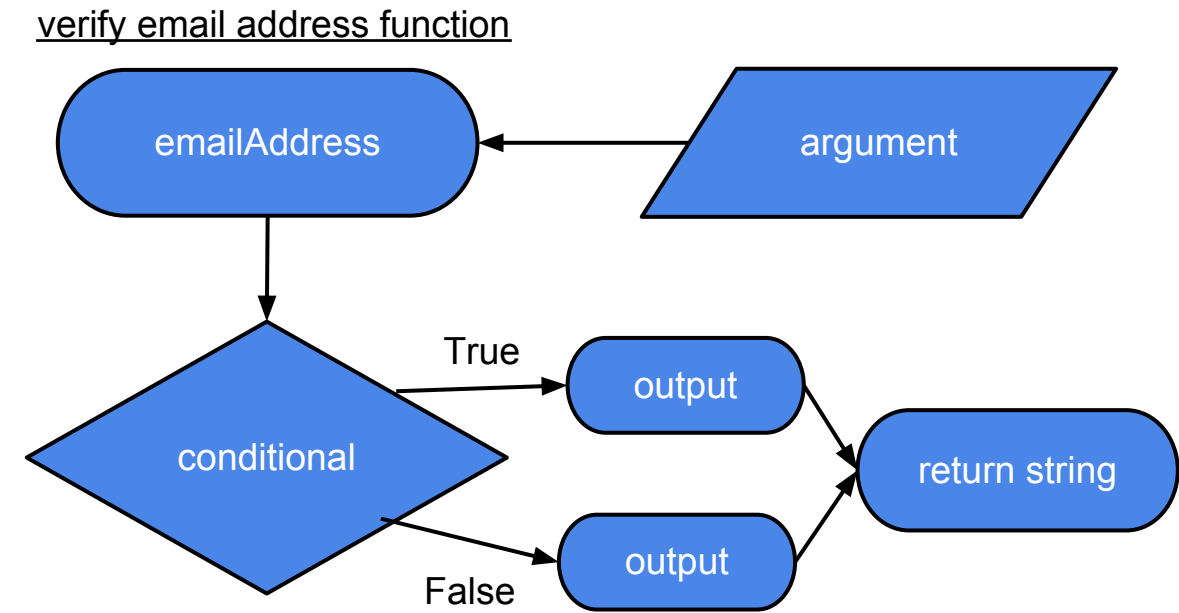 verify email address function
emailAddress
argument
conditional
True
output
False
output
return string